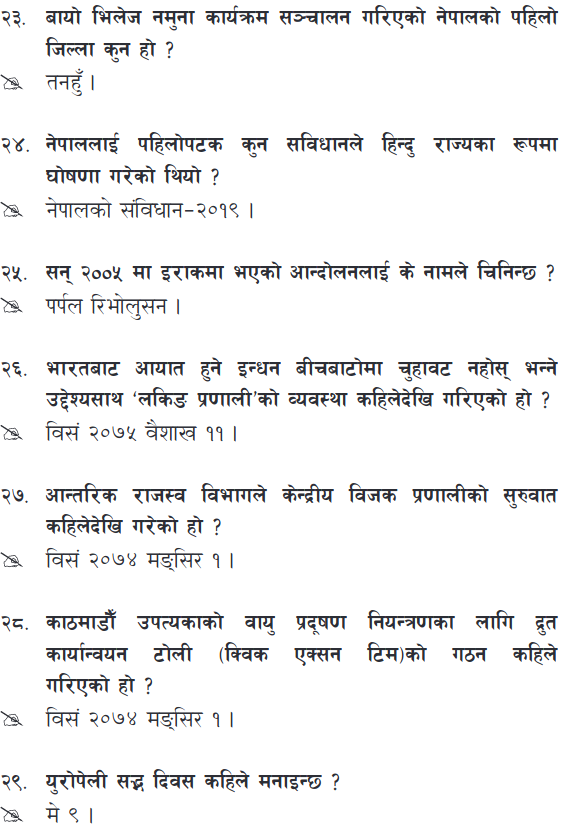 २३. बायो भिलेज नमुना कार्यक्रम सञ्चालन गरिएको नेपालको पहिलो
जिल्ला कुन हो ?
तनहुँ ।
२४. नेपाललाई पहिलोपटक कुन सविधानले हिन्दु राज्यका रूपमा
घोषणा गरेको थियो ?
नेपालको संविधान-२०१९ ।
२५. सन् २००५ मा इराकमा भएको आन्दोलनलाई के नामले चिनिन्छ ?
पर्पल रिभोलुसन ।
२६. भारतबाट आयात हुने इन्धन बीचबाटोमा चुहावट नहोस् भन्ने
उद्देश्यसाथ ‘लकिङ प्रणाली’को व्यवस्था कहिलेदेखि गरिएको हो ?
विसं २०७५ वैशाख ११ ।
२७. आन्तरिक राजस्व विभागले केन्द्रीय विजक प्रणालीको सुरुवात
कहिलेदेखि गरेको हो ?
विसं २०७४ मङ्सिर १ ।
२८. काठमाडौँ उपत्यकाको वायु प्रदूषण नियन्त्रणका लागि द्रुत
कार्यान्वयन टोली (क्विक एक्सन टिम)को गठन कहिले
गरिएको हो ?
विसं २०७४ मङ्सिर १ ।
२९. युरोपेली सङ्घ दिवस कहिले मनाइन्छ ?
मे ९ ।